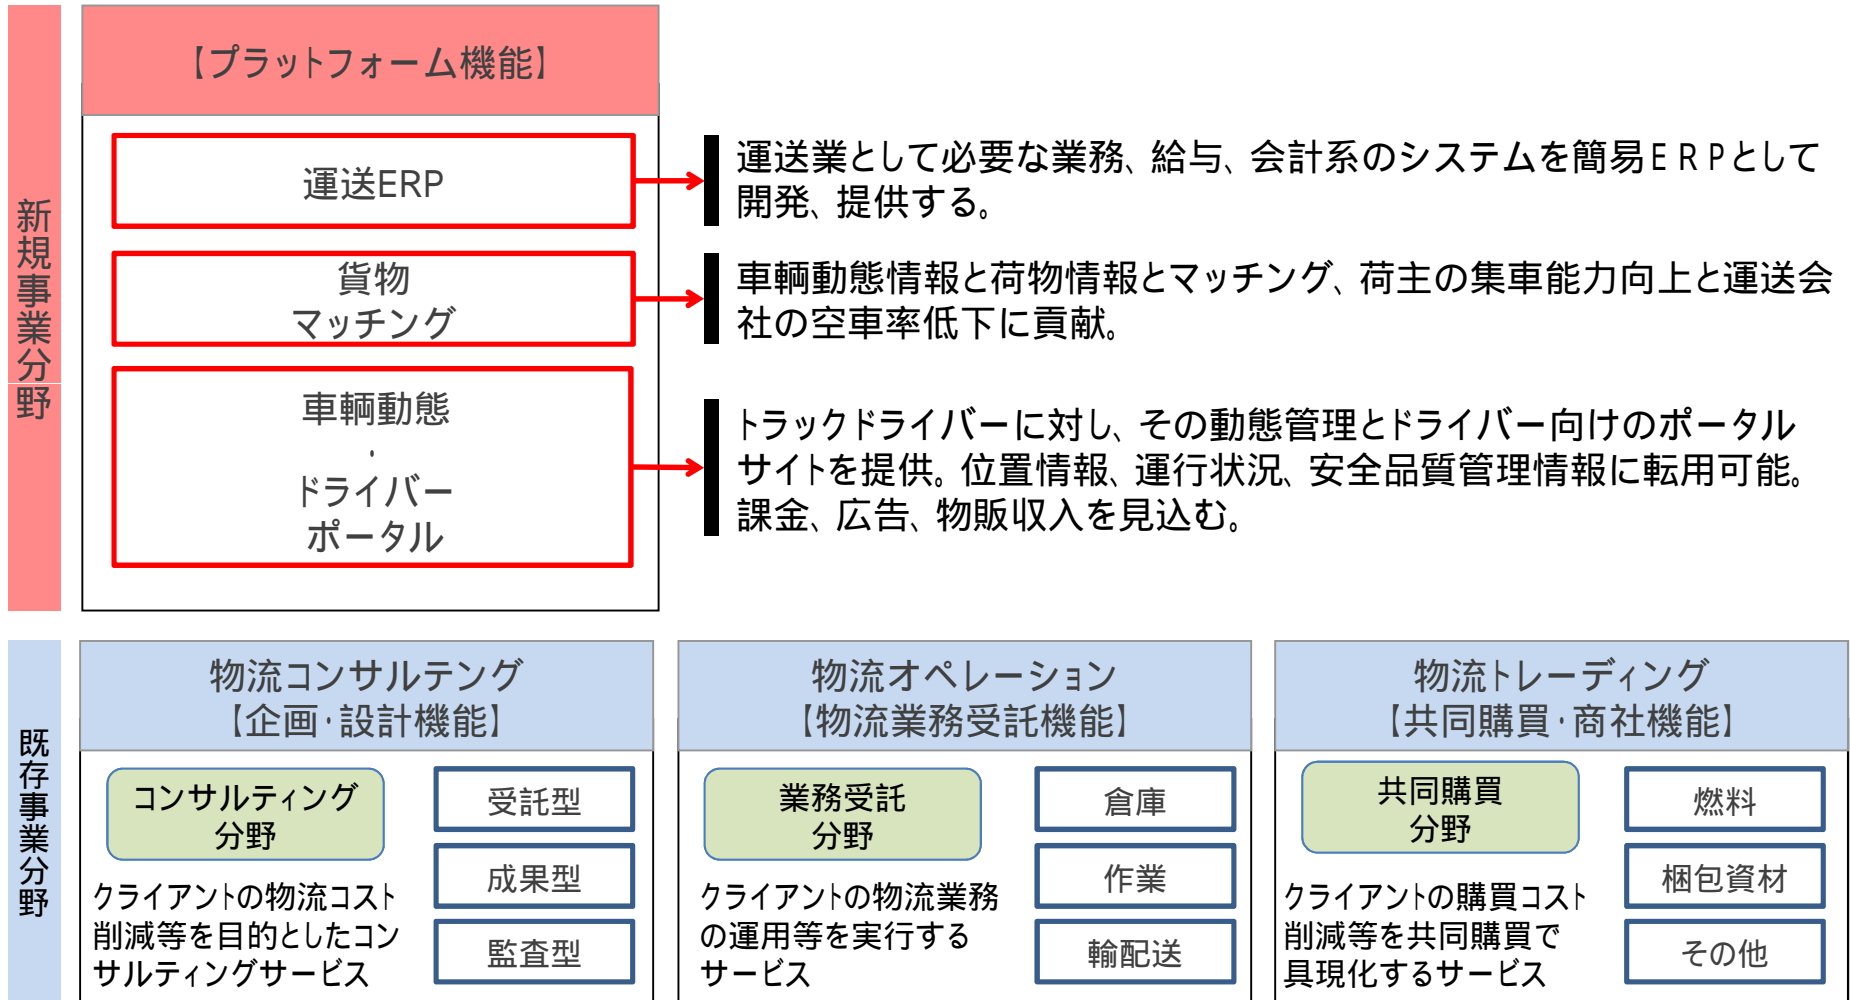 新規事業分野
【プラットフォーム機能】
運送ERP
運送業として必要な業務、給与、会計系のシステムを簡易ERPとして
開発、提供する。
貨物
マッチング
車輌動態情報と荷物情報とマッチング、荷主の集車能力向上と運送会
社の空車率低下に貢献。
車輌動態
・
ドライバー
ポータル
トラックドライバーに対し、その動態管理とドライバー向けのポータル
サイトを提供。位置情報、運行状況、安全品質管理情報に転用可能。
課金、広告、物販収入を見込む。
既存事業分野
物流コンサルテング
【企画・設計機能】
コンサルティング
分野
クライアントの物流コスト
削減等を目的としたコン
サルティングサービス
受託型
成果型
監査型
物流オペレーション
【物流業務受託機能】
業務受託
分野
クライアントの物流業務
の運用等を実行する
サービス
倉庫
作業
輸配送
物流トレーディング
【共同購買・商社機能】
共同購買
分野
クライアントの購買コスト
削減等を共同購買で
具現化するサービス
燃料
梱包資材
その他